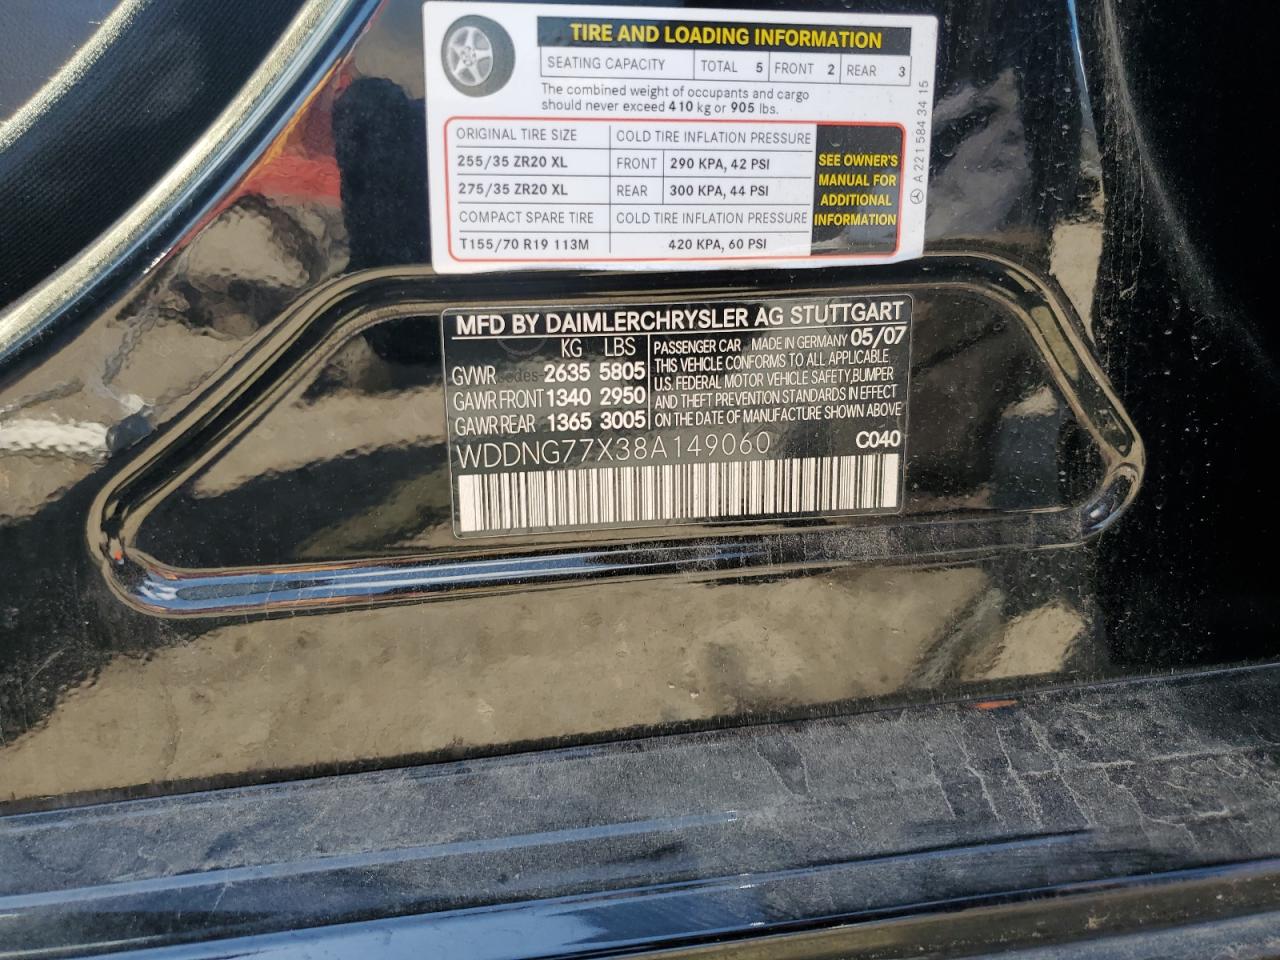 TIRE AND LOADING INFORMATION
SEATING CAPACITY TOTAL 5 FRONT 2 REAR 3
The combined weight of occupants and cargo
should never exceed 410 kg or 905 lbs.
ORIGINAL TIRE SIZE COLD TIRE INFLATION PRESSURE
255/35 ZR20 XL FRONT 290 KPA, 42 PSI
275/35 ZR20 XL REAR 300 KPA, 44 PSI
COMPACT SPARE TIRE COLD TIRE INFLATION PRESSURE
T155/70 R19 113M 420 KPA, 60 PSI
SEE OWNER'S
MANUAL FOR
ADDITIONAL
INFORMATION
A 221 584 34 15
MFD BY DAIMLERCHRYSLER AG STUTTGART
KG LBS
GVWR 2635 5805
GAWR FRONT 1340 2950
GAWR REAR 1365 3005
PASSENGER CAR MADE IN GERMANY 05/07
THIS VEHICLE CONFORMS TO ALL APPLICABLE
U.S. FEDERAL MOTOR VEHICLE SAFETY,BUMPER
AND THEFT PREVENTION STANDARDS IN EFFECT
ON THE DATE OF MANUFACTURE SHOWN ABOVE
WDDNG77X38A149060 C040